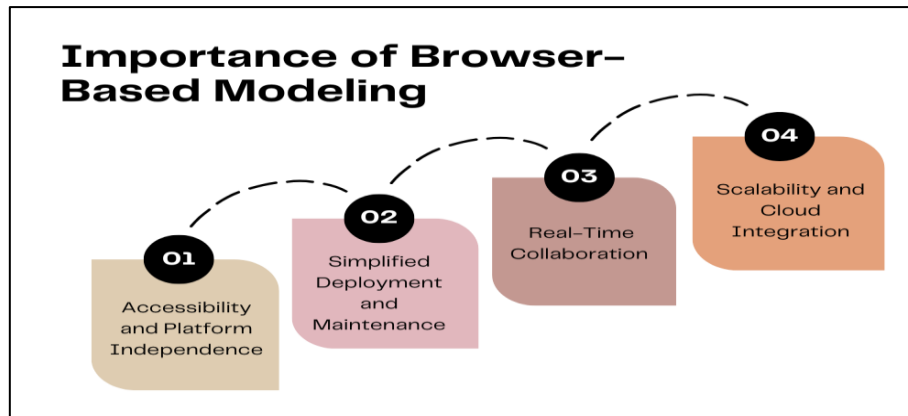 Importance of Browser-
Based Modeling
01
Accessibility
and Platform
Independence
02
Simplified
Deployment
and
Maintenance
03
Real-Time
Collaboration
04
Scalability and
Cloud
Integration